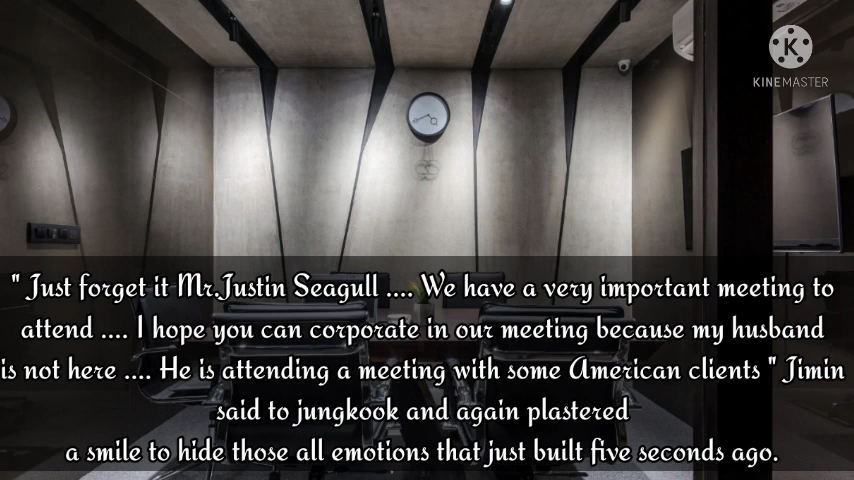 K
KINEMASTER
" Just forget it Mr.Justin Seagull .... We have a very important meeting to
attend .... I hope you can corporate in our meeting because my husband
is not here .... He is attending a meeting with some American clients " Jimin
said to jungkook and again plastered
a smile to hide those all emotions that just built five seconds ago.